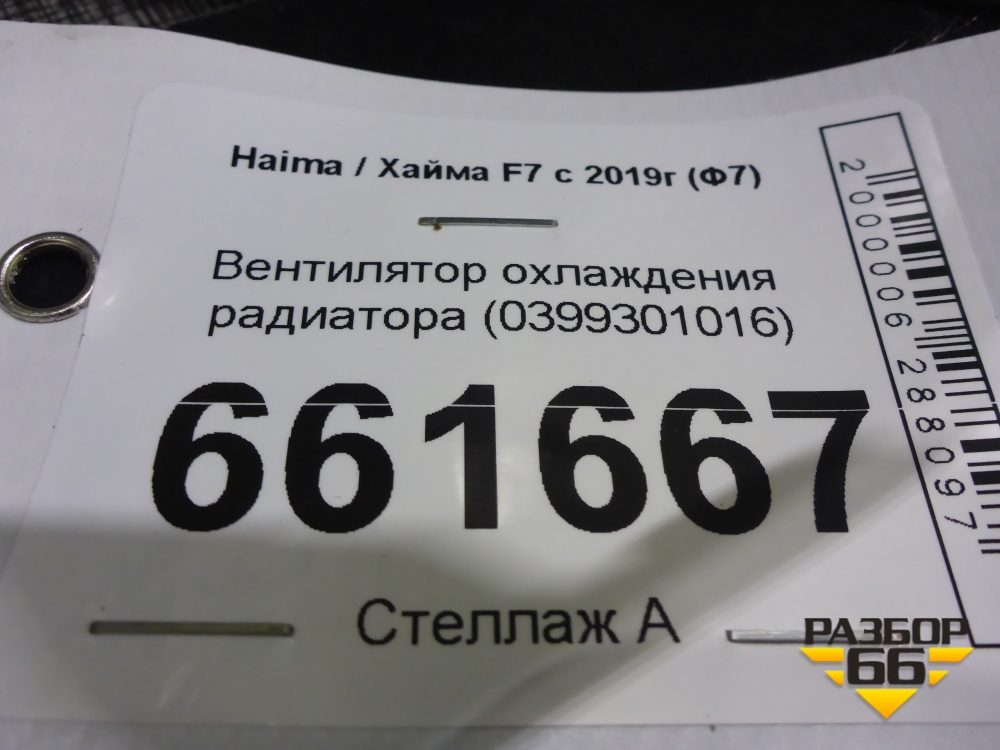 Haima / Хайма F7 с 2019г (Ф7)
Вентилятор охлаждения
радиатора (0399301016)
661667
Стеллаж А
2000006288097
РАЗБОР
66